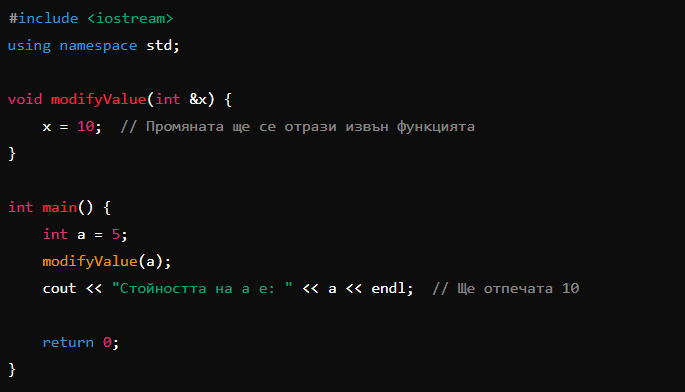 #include <iostream>
using namespace std;
void modifyValue(int &x) {
x = 10;  // Промяната ще се отрази извън функцията
}
int main() {
int a = 5;
modifyValue(a);
cout << "Стойността на a е: " << a << endl;  // Ще отпечата 10
return 0;
}